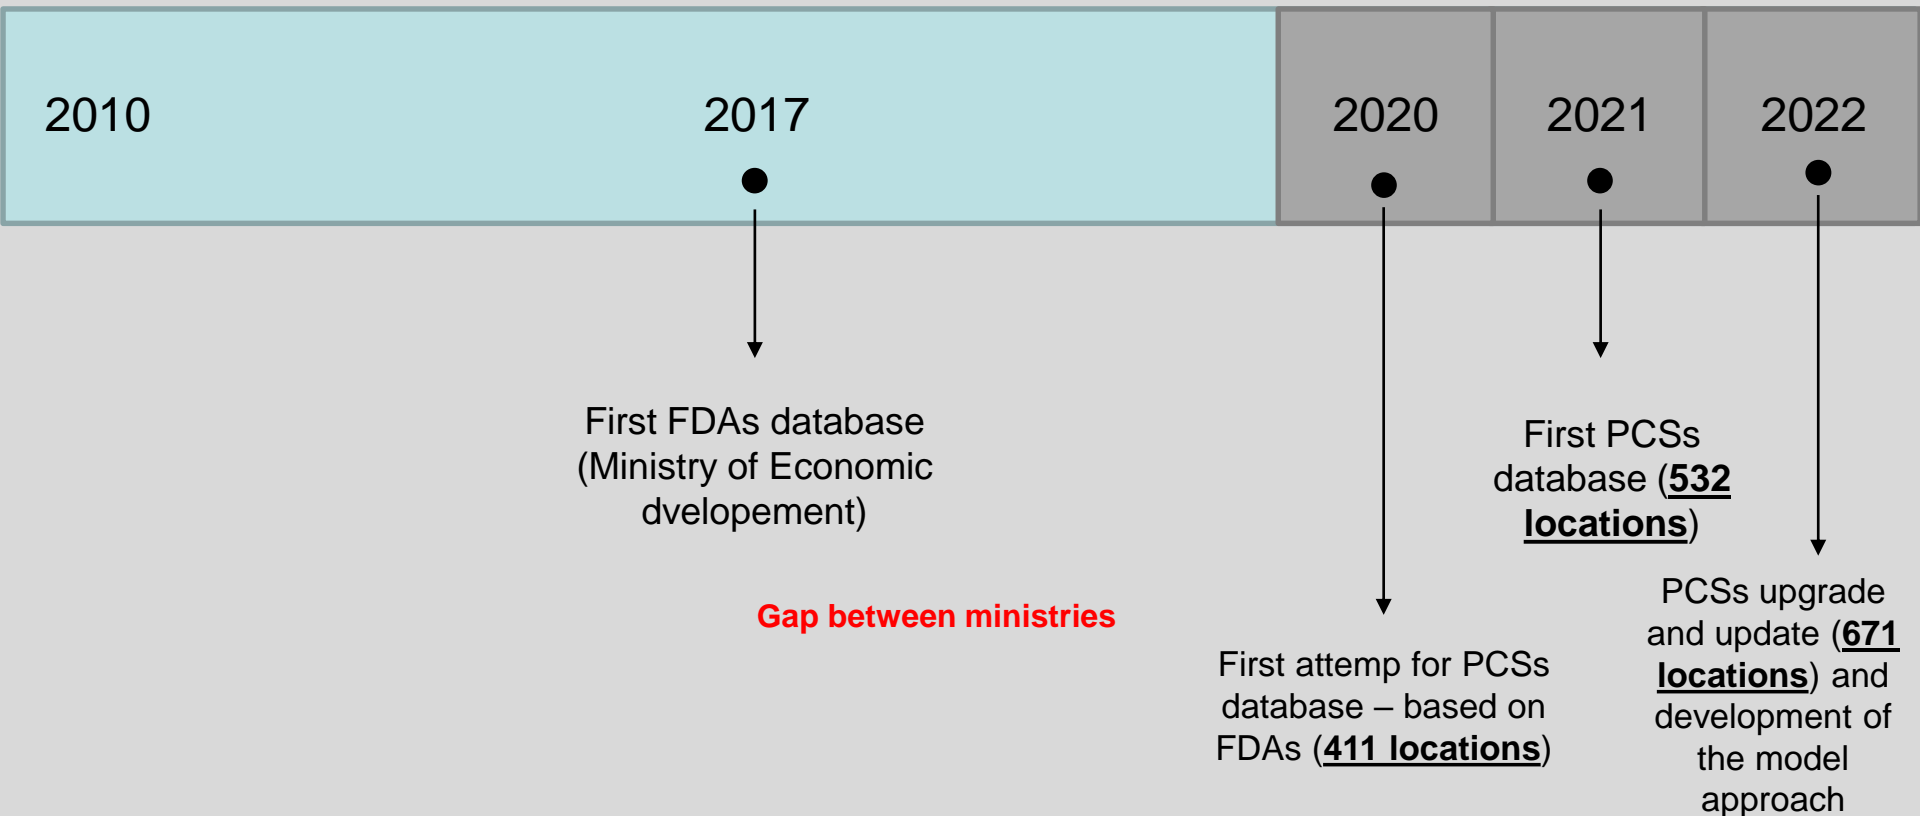 2010
2017
2020
2021
2022
First FDAs database
(Ministry of Economic
dvelopement)
Gap between ministries
First attemp for PCSs
database – based on
FDAs (411 locations)
First PCSs
database (532
locations)
PCSs upgrade
and update (671
locations) and
development of
the model
approach